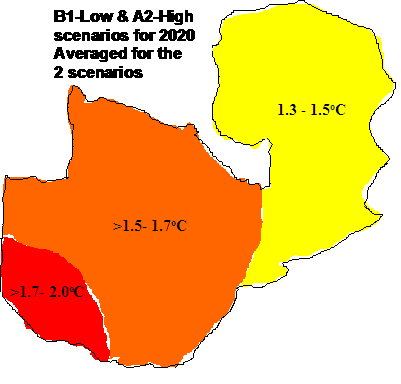 B1-Low & A2-High
scenarios for 2020
Averaged for the
2 scenarios
1.3 - 1.5°C
>1.5- 1.7°C
>1.7- 2.0°C